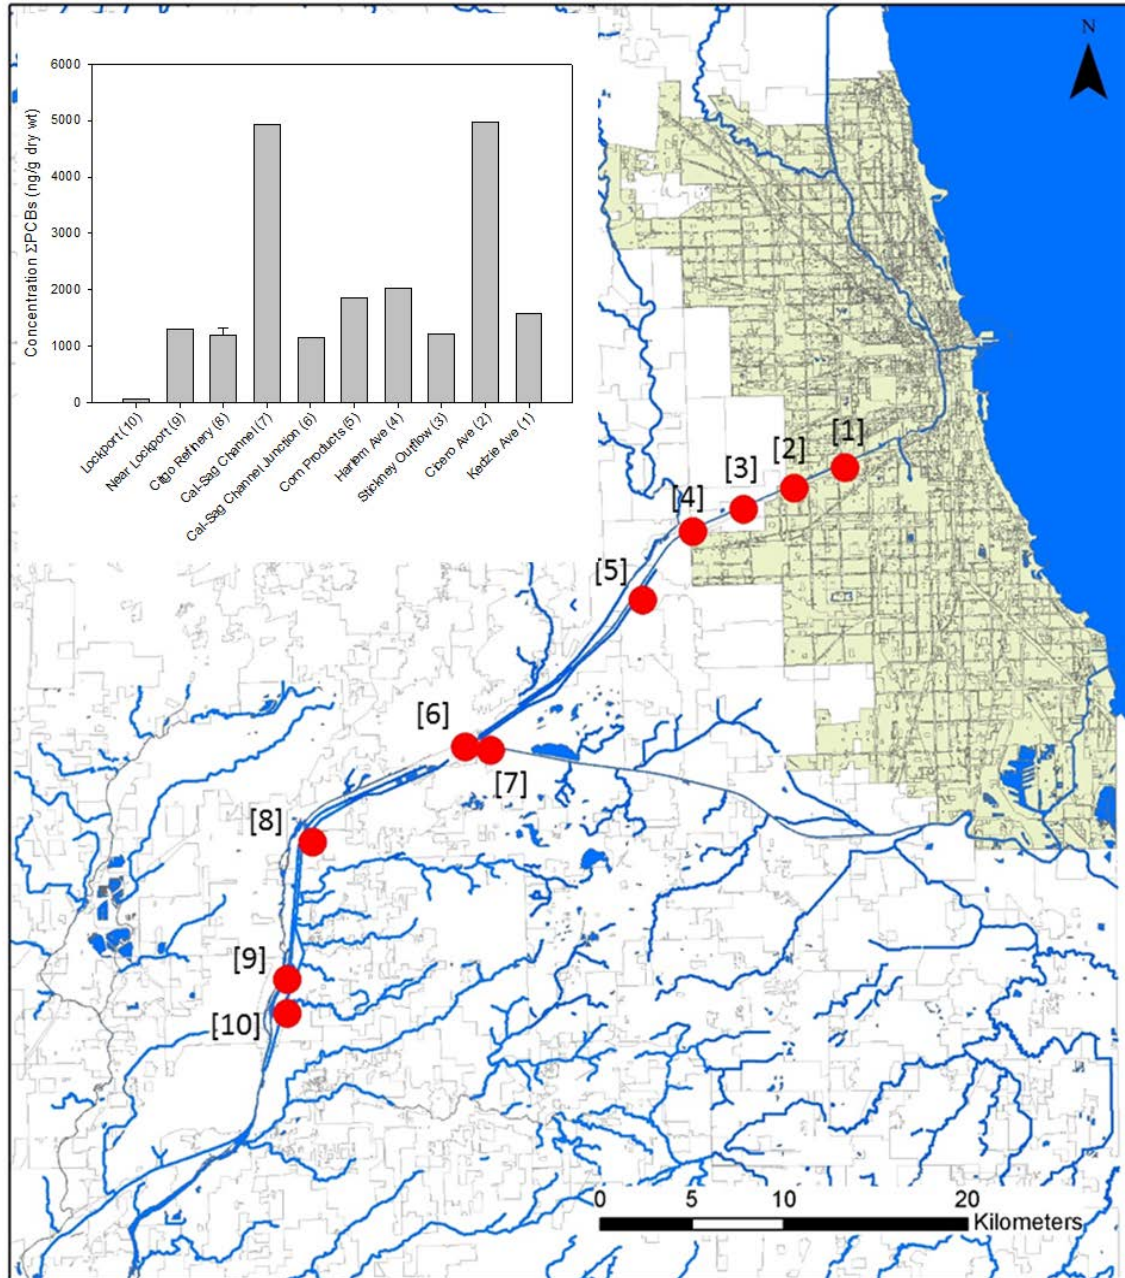 N
6000
5000
4000
3000
2000
1000
0
Concentration ΣPCBs (ng/g dry wt)
Lockport (10)
Near Lockport (9)
Citgo Refinery (8)
Cal-Sag Channel (7)
Cal-Sag Channel Junction (6)
Corn Products (5)
Harlem Ave (4)
Stickney Outflow (3)
Cicero Ave (2)
Kedzie Ave (1)
[1]
[2]
[3]
[4]
[5]
[6]
[7]
[8]
[9]
[10]
0 5 10 20
Kilometers